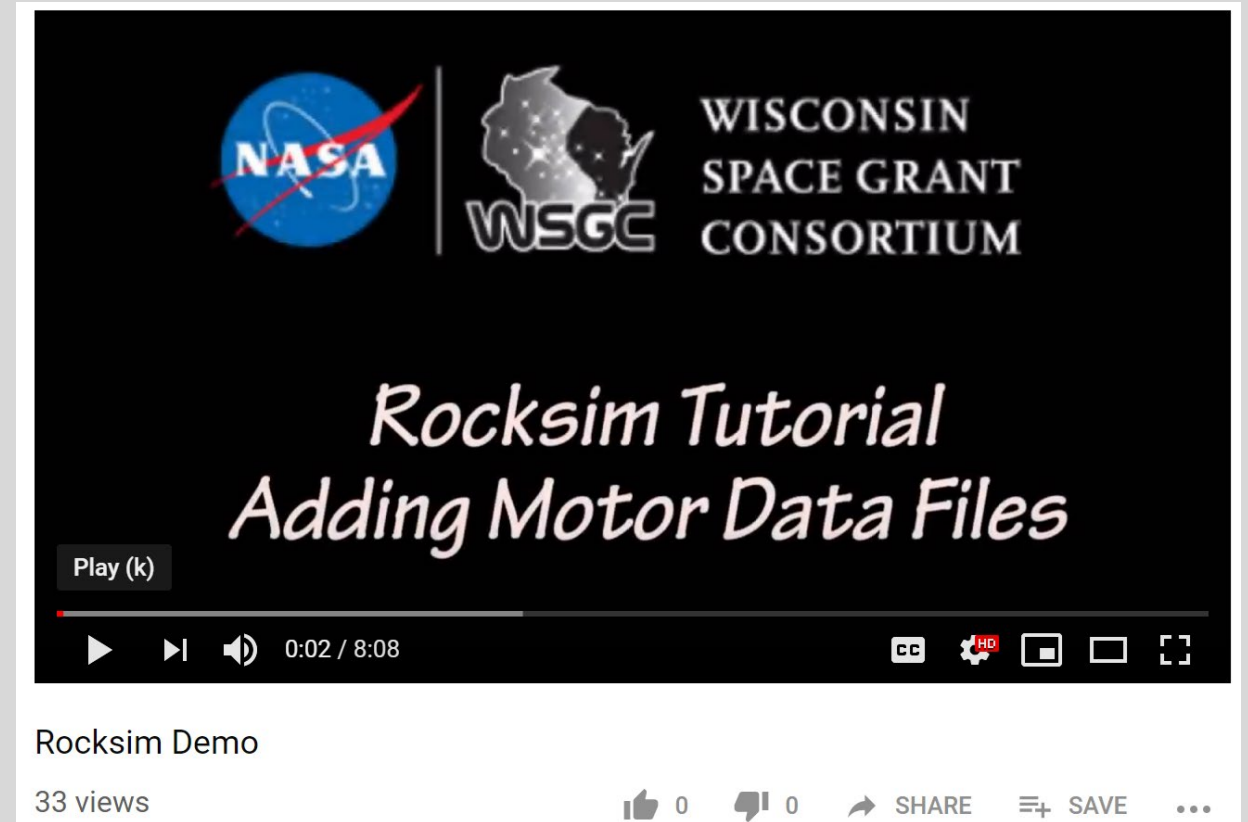 NASA
WSGC
WISCONSIN
SPACE GRANT
CONSORTIUM
Rocksim Tutorial
Adding Motor Data Files
Play (k)
0:02 / 8:08
CC
HD
Rocksim Demo
33 views
0
0
SHARE
SAVE